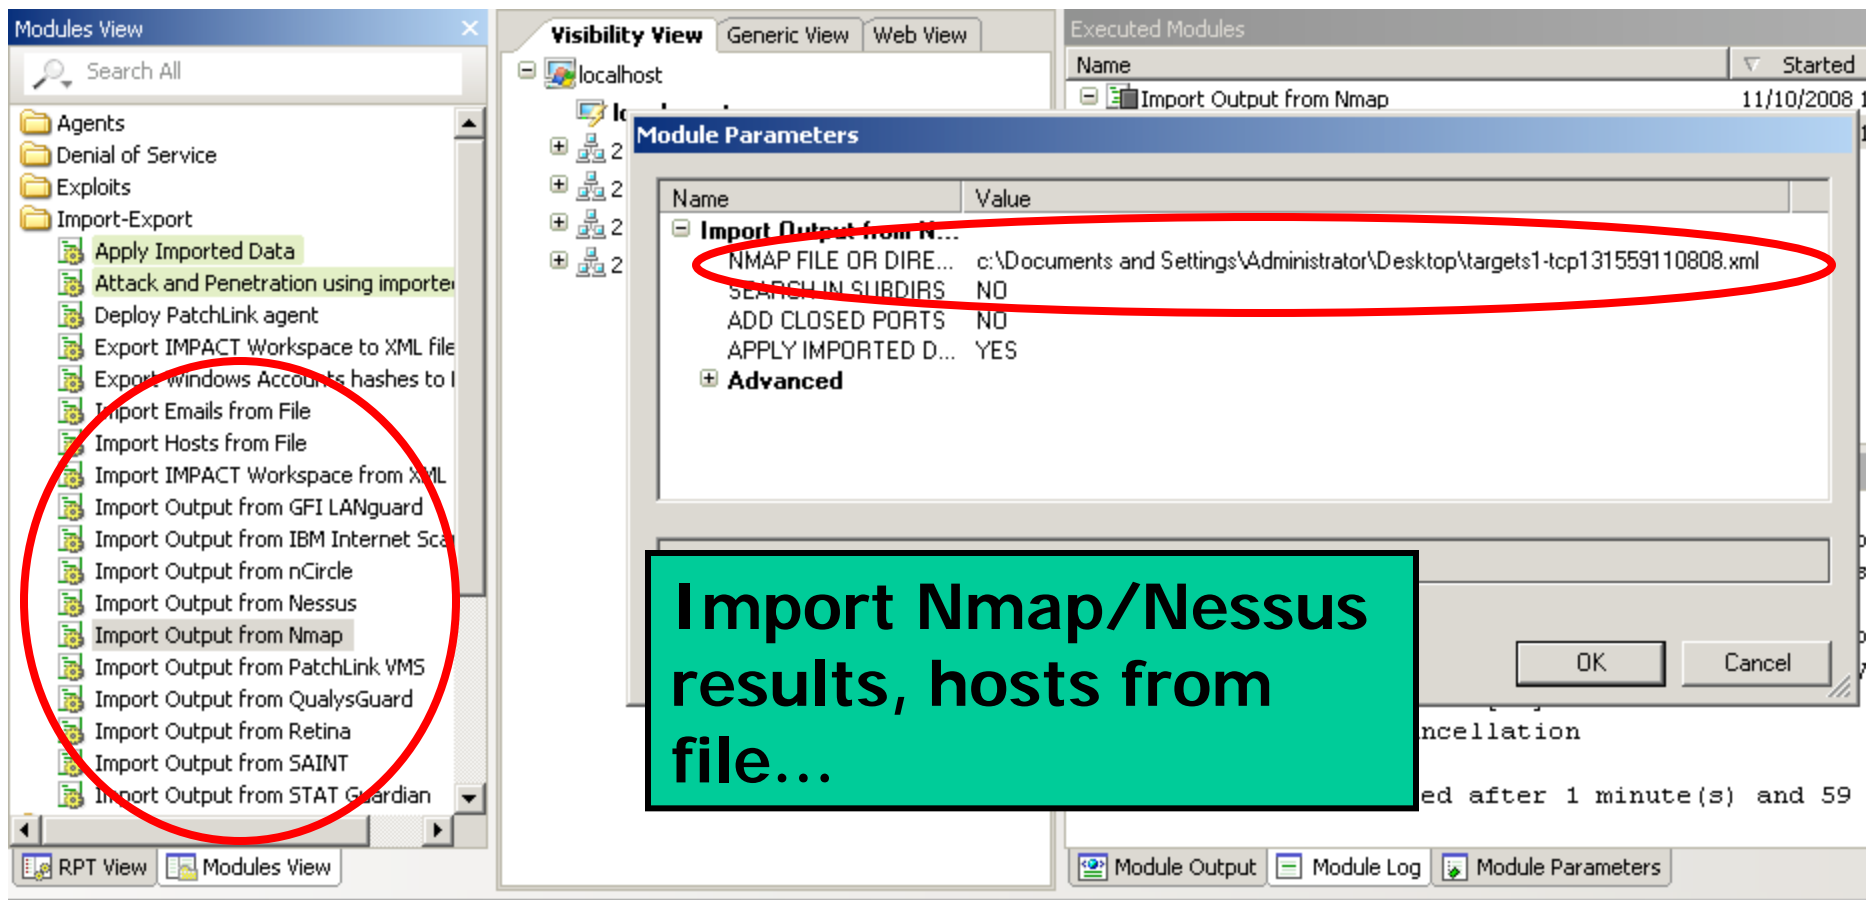 Modules View
Search All
Agents
Denial of Service
Exploits
Import-Export
Apply Imported Data
Attack and Penetration using importe
Deploy PatchLink agent
Export IMPACT Workspace to XML file
Export Windows Accounts hashes to
Import Emails from File
Import Hosts from File
Import IMPACT Workspace from XML
Import Output from GFI LANguard
Import Output from IBM Internet Sca
Import Output from nCircle
Import Output from Nessus
Import Output from Nmap
Import Output from PatchLink VMS
Import Output from QualysGuard
Import Output from Retina
Import Output from SAINT
Import Output from STAT Guardian
RPT View Modules View
Visibility View Generic View Web View
localhost
2
2
2
2
Executed Modules
Name Started
Import Output from Nmap 11/10/2008 1
Module Parameters
Name Value
Import Output from N...
NMAP FILE OR DIRE... c:\Documents and Settings\Administrator\Desktop\targets1-tcp131559110808.xml
SEARCH IN SUBDIRS NO
ADD CLOSED PORTS NO
APPLY IMPORTED D... YES
Advanced
OK Cancel
Import Nmap/Nessus
results, hosts from
file...
ncellation
ed after 1 minute(s) and 59
Module Output Module Log Module Parameters